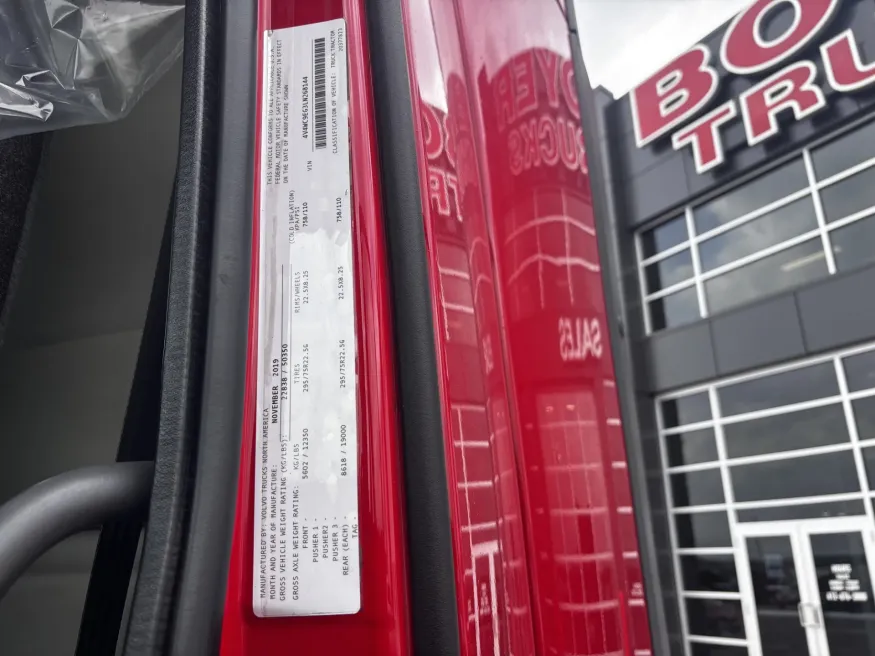 MANUFACTURED BY: VOLVO TRUCKS NORTH AMERICA
MONTH AND YEAR OF MANUFACTURE: NOVEMBER 2019
GROSS VEHICLE WEIGHT RATING (KG/LBS): 22838 / 50350
GROSS AXLE WEIGHT RATING: KG/LBS TIRES RIMS/WHEELS (COLD INFLATION) KPA/PSI
FRONT - 5602 / 12350 295/75R22.5G 22.5X8.25 758/110
PUSHER 1 -
PUSHER2 -
PUSHER 3 -
REAR (EACH) - 8618 / 19000 295/75R22.5G 22.5X8.25 758/110
TAG -
THIS VEHICLE CONFORMS TO ALL APPLICABLE U.S.
FEDERAL MOTOR VEHICLE SAFETY STANDARDS IN EFFECT
ON THE DATE OF MANUFACTURE SHOWN
VIN 4V4WC9EG3LN268144
CLASSIFICATION OF VEHICLE: TRUCK/TRACTOR
BO
TRU
OVER
TRUCKS
SALES